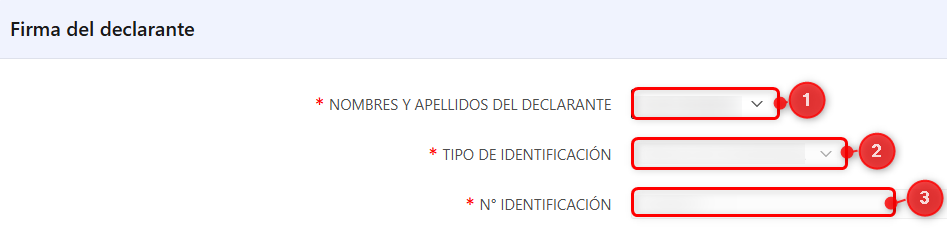 Firma del declarante
* NOMBRES Y APELLIDOS DEL DECLARANTE 1
* TIPO DE IDENTIFICACIÓN 2
* N° IDENTIFICACIÓN 3